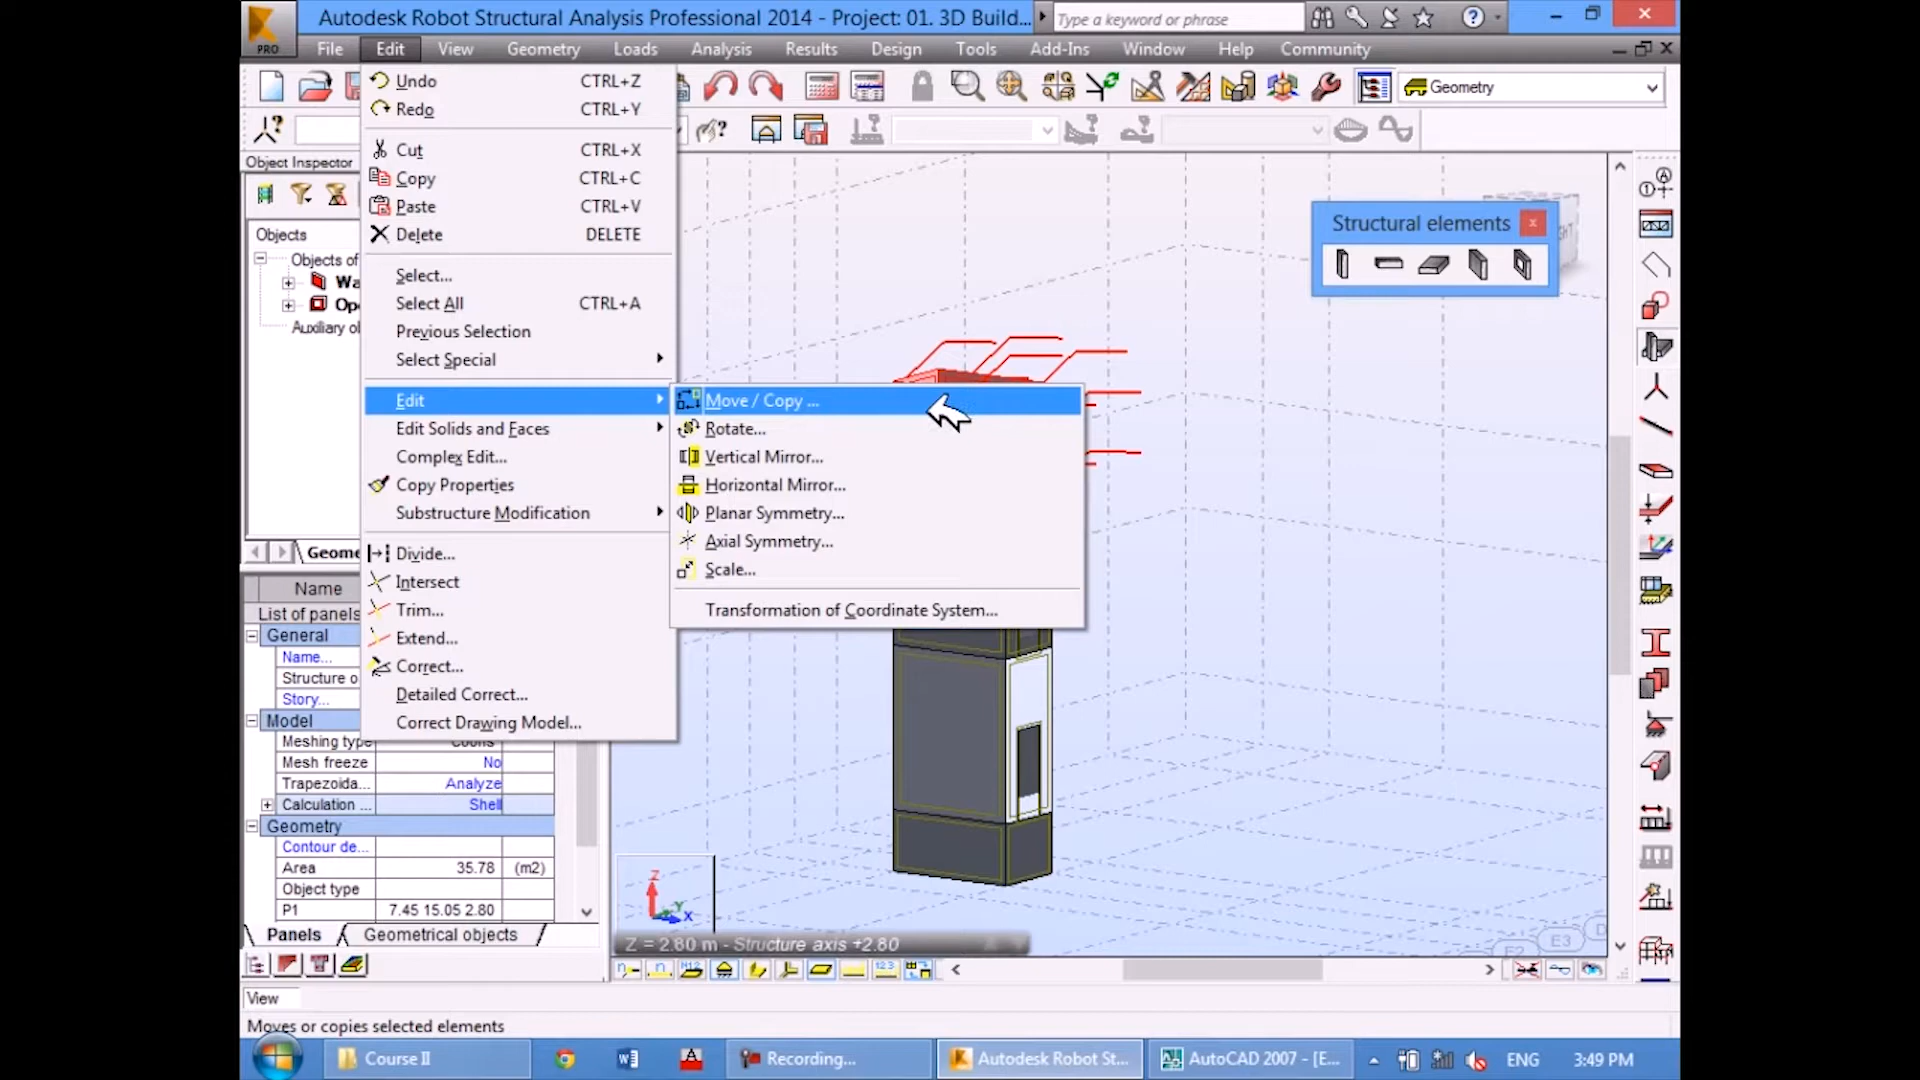 Autodesk Robot Structural Analysis Professional 2014 - Project: 01. 3D Build...
Type a keyword or phrase
PRO
File Edit View Geometry Loads Analysis Results Design Tools Add-Ins Window Help Community
Geometry
Object Inspector
Objects
Objects of
Wa
Ope
Auxiliary ol
Geome
Undo CTRL+Z
Redo CTRL+Y
Cut CTRL+X
Copy CTRL+C
Paste CTRL+V
Delete DELETE
Select...
Select All CTRL+A
Previous Selection
Select Special
Edit
Edit Solids and Faces
Complex Edit...
Copy Properties
Substructure Modification
Divide...
Intersect
Trim...
Extend...
Correct...
Detailed Correct...
Correct Drawing Model...
Move / Copy ...
Rotate...
Vertical Mirror...
Horizontal Mirror...
Planar Symmetry...
Axial Symmetry...
Scale...
Transformation of Coordinate System...
Structural elements
Name
List of panels
General
Name...
Structure o
Story...
Model
Meshing type Coons
Mesh freeze No
Trapezoida... Analyze
Calculation ... Shell
Geometry
Contour de...
Area 35.78 (m2)
Object type
P1 7.45 15.05 2.80
Panels Geometrical objects
Z
Y
X
Z = 2.80 m - Structure axis +2.80
E2 E3 D
View
Moves or copies selected elements
Course II
Recording...
Autodesk Robot St...
AutoCAD 2007 - [E...
ENG
3:49 PM